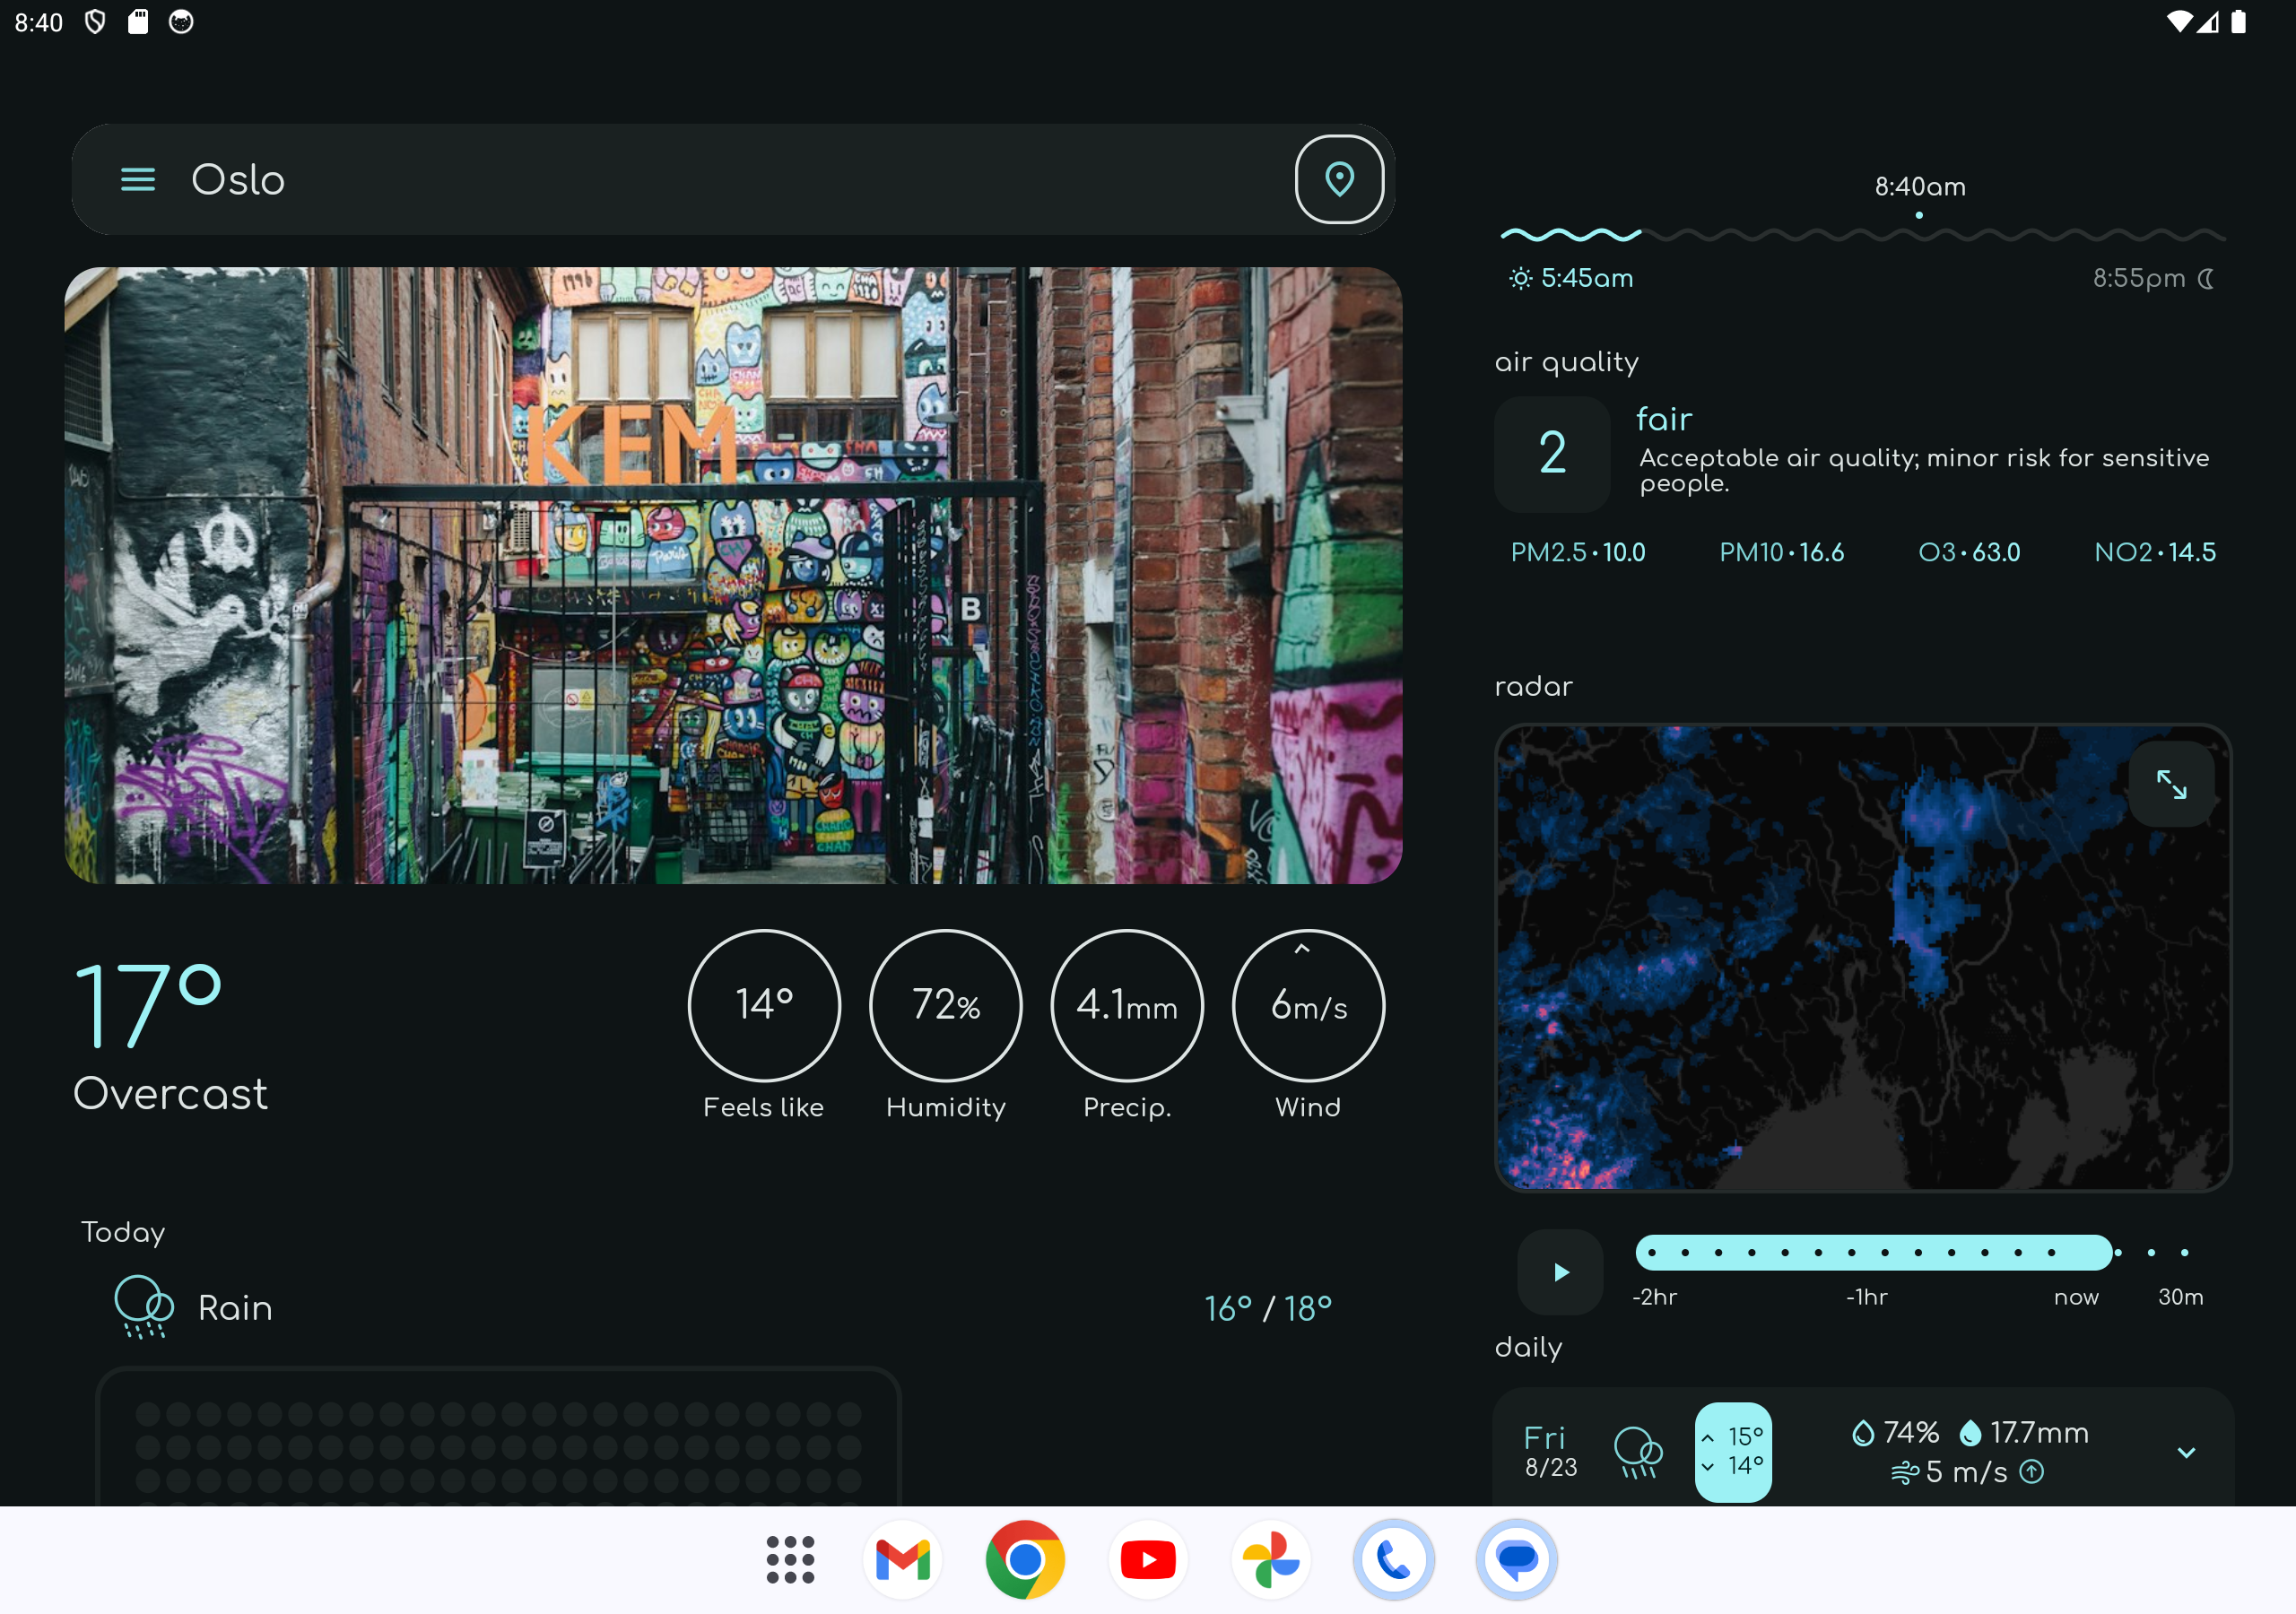 8:40
Oslo
1996
KEM
CH
Paris
B
17°
Overcast
14°
Feels like
72%
Humidity
4.1mm
Precip.
6m/s
Wind
Today
Rain
16° / 18°
8:40am
5:45am
8:55pm
air quality
2
fair
Acceptable air quality; minor risk for sensitive
people.
PM2.5 • 10.0
PM10 • 16.6
O3 • 63.0
NO2 • 14.5
radar
-2hr
-1hr
now
30m
daily
Fri
8/23
15°
14°
74%
17.7mm
5 m/s